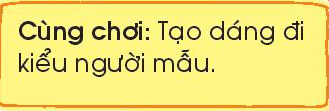 Cùng chơi: Tạo dáng đi
kiểu người mẫu.